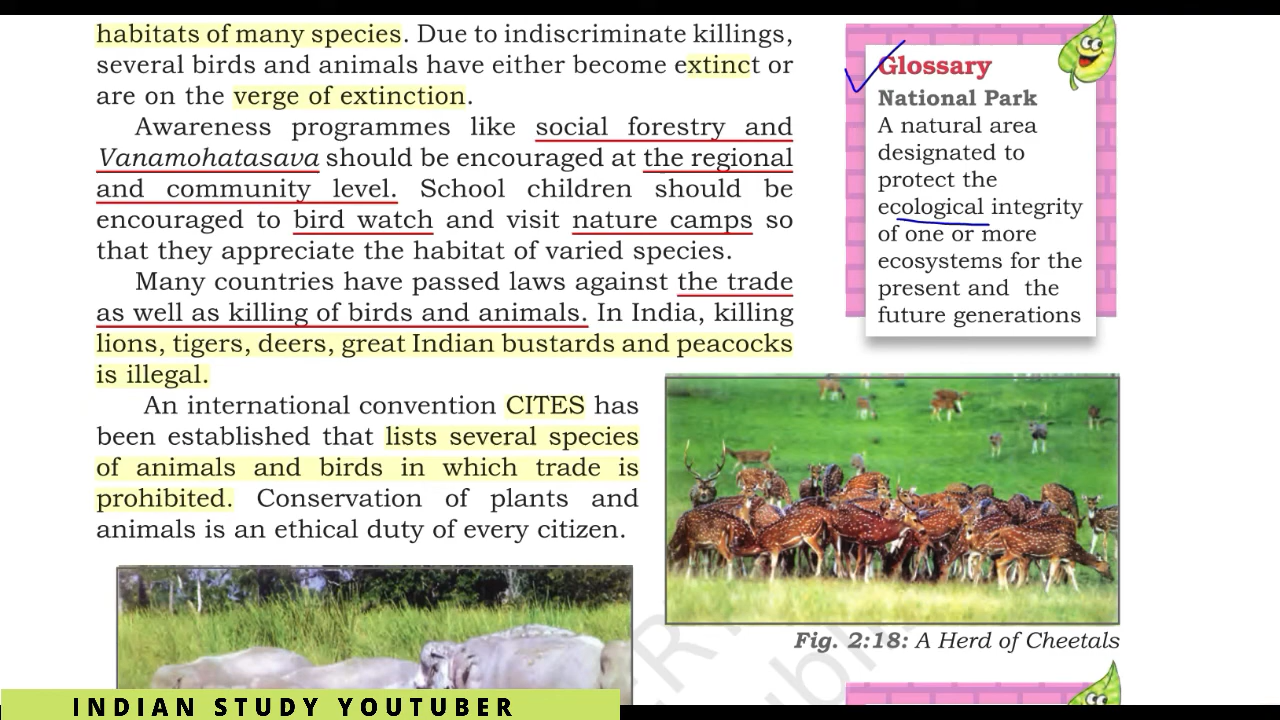 habitats of many species. Due to indiscriminate killings,
several birds and animals have either become extinct or
are on the verge of extinction.
Awareness programmes like social forestry and
Vanamohatasava should be encouraged at the regional
and community level. School children should be
encouraged to bird watch and visit nature camps so
that they appreciate the habitat of varied species.
Many countries have passed laws against the trade
as well as killing of birds and animals. In India, killing
lions, tigers, deers, great Indian bustards and peacocks
is illegal.
An international convention CITES has
been established that lists several species
of animals and birds in which trade is
prohibited. Conservation of plants and
animals is an ethical duty of every citizen.
Glossary
National Park
A natural area
designated to
protect the
ecological integrity
of one or more
ecosystems for the
present and the
future generations
Fig. 2:18: A Herd of Cheetals
INDIAN STUDY YOUTUBER